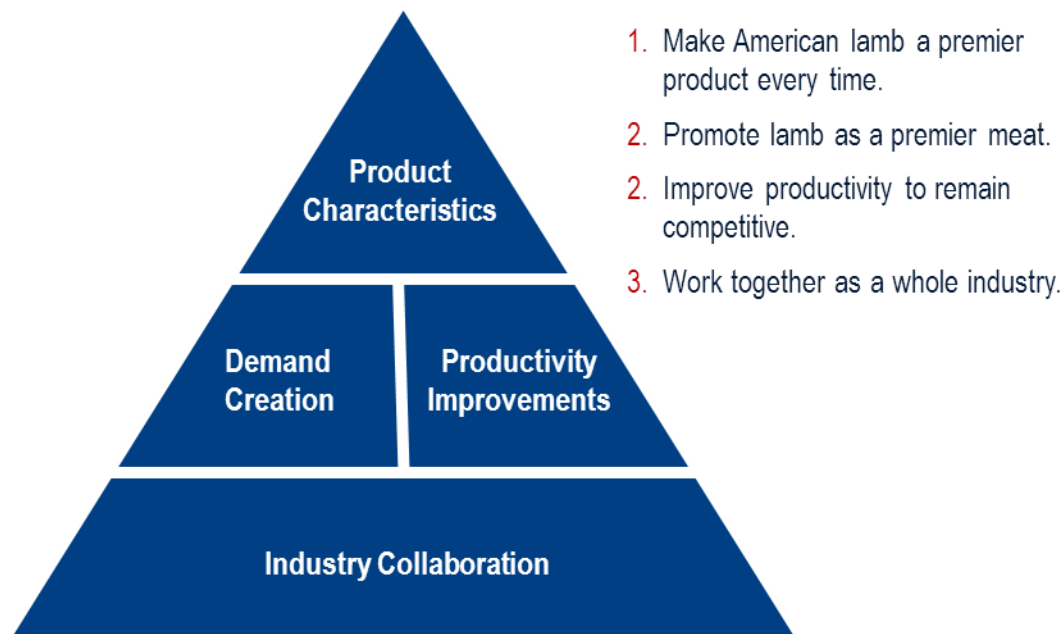 Product
Characteristics
Demand
Creation
Productivity
Improvements
Industry Collaboration
1. Make American lamb a premier
product every time.
2. Promote lamb as a premier meat.
2. Improve productivity to remain
competitive.
3. Work together as a whole industry.